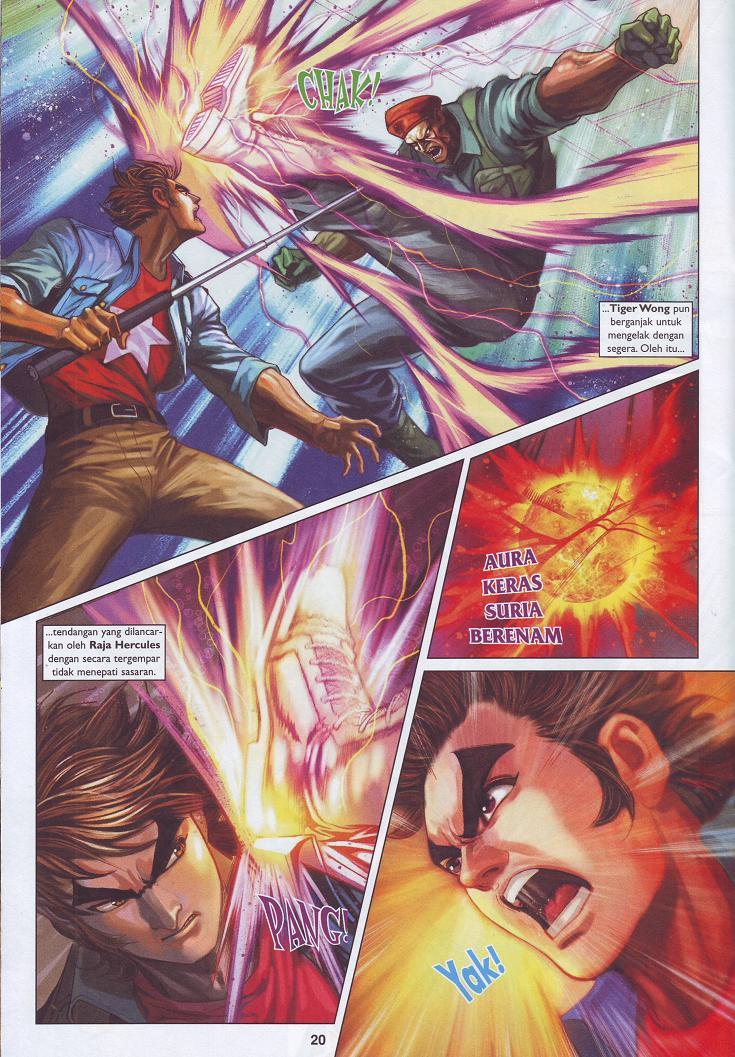 CHAK!
...Tiger Wong pun
berganjak untuk
mengelak dengan
segera. Oleh itu...
AURA
KERAS
SURIA
BERENAM
...tendangan yang dilancar-
kan oleh Raja Hercules
dengan secara tergempar
tidak menepati sasaran.
PANG!
Yak!
20